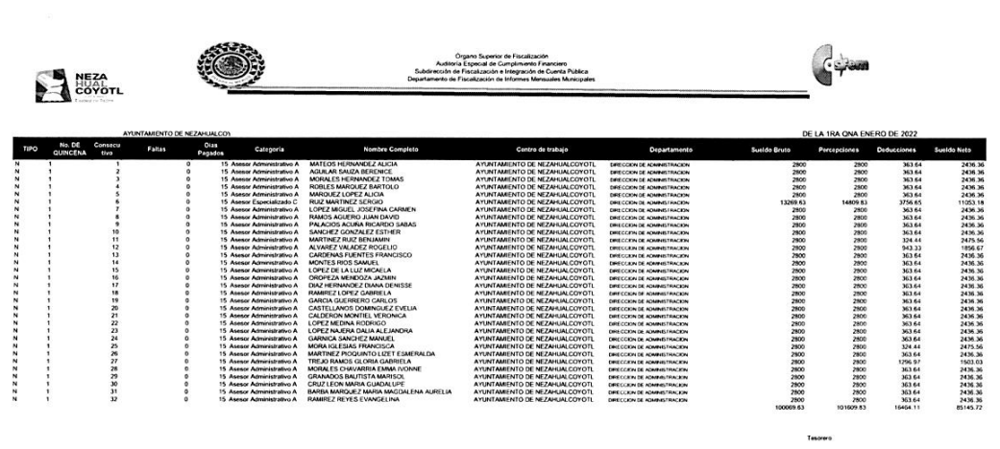 NEZA
HUAL
COYOTL
Órgano Superior de Fiscalización
Auditoría Especial de Cumplimiento Financiero
Subdirección de Fiscalización e Integración de Cuenta Pública
Departamento de Fiscalización de Informes Mensuales Municipales
osfem
AYUNTAMIENTO DE NEZAHUALCOY DE LA 1RA QNA ENERO DE 2022
TIPO No. DE QUINCENA Consecutivo Faltas Dias Pagados Categoría Nombre Completo Centro de trabajo Departamento Sueldo Bruto Percepciones Deducciones Sueldo Neto
N 1 1 0 15 Asesor Administrativo A MATEOS HERNANDEZ ALICIA AYUNTAMIENTO DE NEZAHUALCOYOTL DIRECCION DE ADMINISTRACION 2800 2800 363.64 2436.36
N 1 2 0 15 Asesor Administrativo A AGUILAR SAUZA BERENICE AYUNTAMIENTO DE NEZAHUALCOYOTL DIRECCION DE ADMINISTRACION 2800 2800 363.64 2436.36
N 1 3 0 15 Asesor Administrativo A MORALES HERNANDEZ TOMAS AYUNTAMIENTO DE NEZAHUALCOYOTL DIRECCION DE ADMINISTRACION 2800 2800 363.64 2436.36
N 1 4 0 15 Asesor Administrativo A ROBLES MARQUEZ BARTOLO AYUNTAMIENTO DE NEZAHUALCOYOTL DIRECCION DE ADMINISTRACION 2800 2800 363.64 2436.36
N 1 5 0 15 Asesor Administrativo A MARQUEZ LOPEZ ALICIA AYUNTAMIENTO DE NEZAHUALCOYOTL DIRECCION DE ADMINISTRACION 2800 2800 363.64 2436.36
N 1 6 0 15 Asesor Especializado C RUIZ MARTINEZ SERGIO AYUNTAMIENTO DE NEZAHUALCOYOTL DIRECCION DE ADMINISTRACION 13269.63 14809.83 3756.65 11053.18
N 1 7 0 15 Asesor Administrativo A LOPEZ MIGUEL JOSEFINA CARMEN AYUNTAMIENTO DE NEZAHUALCOYOTL DIRECCION DE ADMINISTRACION 2800 2800 363.64 2436.36
N 1 8 0 15 Asesor Administrativo A RAMOS AGUERO JUAN DAVID AYUNTAMIENTO DE NEZAHUALCOYOTL DIRECCION DE ADMINISTRACION 2800 2800 363.64 2436.36
N 1 9 0 15 Asesor Administrativo A PALACIOS ACUÑA RICARDO SABAS AYUNTAMIENTO DE NEZAHUALCOYOTL DIRECCION DE ADMINISTRACION 2800 2800 363.64 2436.36
N 1 10 0 15 Asesor Administrativo A SANCHEZ GONZALEZ ESTHER AYUNTAMIENTO DE NEZAHUALCOYOTL DIRECCION DE ADMINISTRACION 2800 2800 363.64 2436.36
N 1 11 0 15 Asesor Administrativo A MARTINEZ RUIZ BENJAMIN AYUNTAMIENTO DE NEZAHUALCOYOTL DIRECCION DE ADMINISTRACION 2800 2800 324.44 2475.56
N 1 12 0 15 Asesor Administrativo A ALVAREZ VALADEZ ROGELIO AYUNTAMIENTO DE NEZAHUALCOYOTL DIRECCION DE ADMINISTRACION 2800 2800 943.33 1856.67
N 1 13 0 15 Asesor Administrativo A CARDENAS FUENTES FRANCISCO AYUNTAMIENTO DE NEZAHUALCOYOTL DIRECCION DE ADMINISTRACION 2800 2800 363.64 2436.36
N 1 14 0 15 Asesor Administrativo A MONTES RIOS SAMUEL AYUNTAMIENTO DE NEZAHUALCOYOTL DIRECCION DE ADMINISTRACION 2800 2800 363.64 2436.36
N 1 15 0 15 Asesor Administrativo A LOPEZ DE LA LUZ MICAELA AYUNTAMIENTO DE NEZAHUALCOYOTL DIRECCION DE ADMINISTRACION 2800 2800 363.64 2436.36
N 1 16 0 15 Asesor Administrativo A OROPEZA MENDOZA JAZMIN AYUNTAMIENTO DE NEZAHUALCOYOTL DIRECCION DE ADMINISTRACION 2800 2800 363.64 2436.36
N 1 17 0 15 Asesor Administrativo A DIAZ HERNANDEZ DIANA DENISSE AYUNTAMIENTO DE NEZAHUALCOYOTL DIRECCION DE ADMINISTRACION 2800 2800 363.64 2436.36
N 1 18 0 15 Asesor Administrativo A RAMIREZ LOPEZ GABRIELA AYUNTAMIENTO DE NEZAHUALCOYOTL DIRECCION DE ADMINISTRACION 2800 2800 363.64 2436.36
N 1 19 0 15 Asesor Administrativo A GARCIA GUERRERO CARLOS AYUNTAMIENTO DE NEZAHUALCOYOTL DIRECCION DE ADMINISTRACION 2800 2800 363.64 2436.36
N 1 20 0 15 Asesor Administrativo A CASTELLANOS DOMINGUEZ EVELIA AYUNTAMIENTO DE NEZAHUALCOYOTL DIRECCION DE ADMINISTRACION 2800 2800 363.64 2436.36
N 1 21 0 15 Asesor Administrativo A CALDERON MONTIEL VERONICA AYUNTAMIENTO DE NEZAHUALCOYOTL DIRECCION DE ADMINISTRACION 2800 2800 363.64 2436.36
N 1 22 0 15 Asesor Administrativo A LOPEZ MEDINA RODRIGO AYUNTAMIENTO DE NEZAHUALCOYOTL DIRECCION DE ADMINISTRACION 2800 2800 363.64 2436.36
N 1 23 0 15 Asesor Administrativo A LOPEZ NAJERA DALIA ALEJANDRA AYUNTAMIENTO DE NEZAHUALCOYOTL DIRECCION DE ADMINISTRACION 2800 2800 363.64 2436.36
N 1 24 0 15 Asesor Administrativo A GARNICA SANCHEZ MANUEL AYUNTAMIENTO DE NEZAHUALCOYOTL DIRECCION DE ADMINISTRACION 2800 2800 363.64 2436.36
N 1 25 0 15 Asesor Administrativo A MORA IGLESIAS FRANCISCA AYUNTAMIENTO DE NEZAHUALCOYOTL DIRECCION DE ADMINISTRACION 2800 2800 324.44 2475.56
N 1 26 0 15 Asesor Administrativo A MARTINEZ PIOQUINTO LIZET ESMERALDA AYUNTAMIENTO DE NEZAHUALCOYOTL DIRECCION DE ADMINISTRACION 2800 2800 363.64 2436.36
N 1 27 0 15 Asesor Administrativo A TREJO RAMOS GLORIA GABRIELA AYUNTAMIENTO DE NEZAHUALCOYOTL DIRECCION DE ADMINISTRACION 2800 2800 1296.97 1503.03
N 1 28 0 15 Asesor Administrativo A MORALES CHAVARRIA EMMA IVONNE AYUNTAMIENTO DE NEZAHUALCOYOTL DIRECCION DE ADMINISTRACION 2800 2800 363.64 2436.36
N 1 29 0 15 Asesor Administrativo A GRANADOS BAUTISTA MARISOL AYUNTAMIENTO DE NEZAHUALCOYOTL DIRECCION DE ADMINISTRACION 2800 2800 363.64 2436.36
N 1 30 0 15 Asesor Administrativo A CRUZ LEON MARIA GUADALUPE AYUNTAMIENTO DE NEZAHUALCOYOTL DIRECCION DE ADMINISTRACION 2800 2800 363.64 2436.36
N 1 31 0 15 Asesor Administrativo A BARBA MARQUEZ MARIA MAGDALENA AURELIA AYUNTAMIENTO DE NEZAHUALCOYOTL DIRECCION DE ADMINISTRACION 2800 2800 363.64 2436.36
N 1 32 0 15 Asesor Administrativo A RAMIREZ REYES EVANGELINA AYUNTAMIENTO DE NEZAHUALCOYOTL DIRECCION DE ADMINISTRACION 2800 2800 363.64 2436.36
100069.63 101609.83 16464.11 85145.72
Tesorero